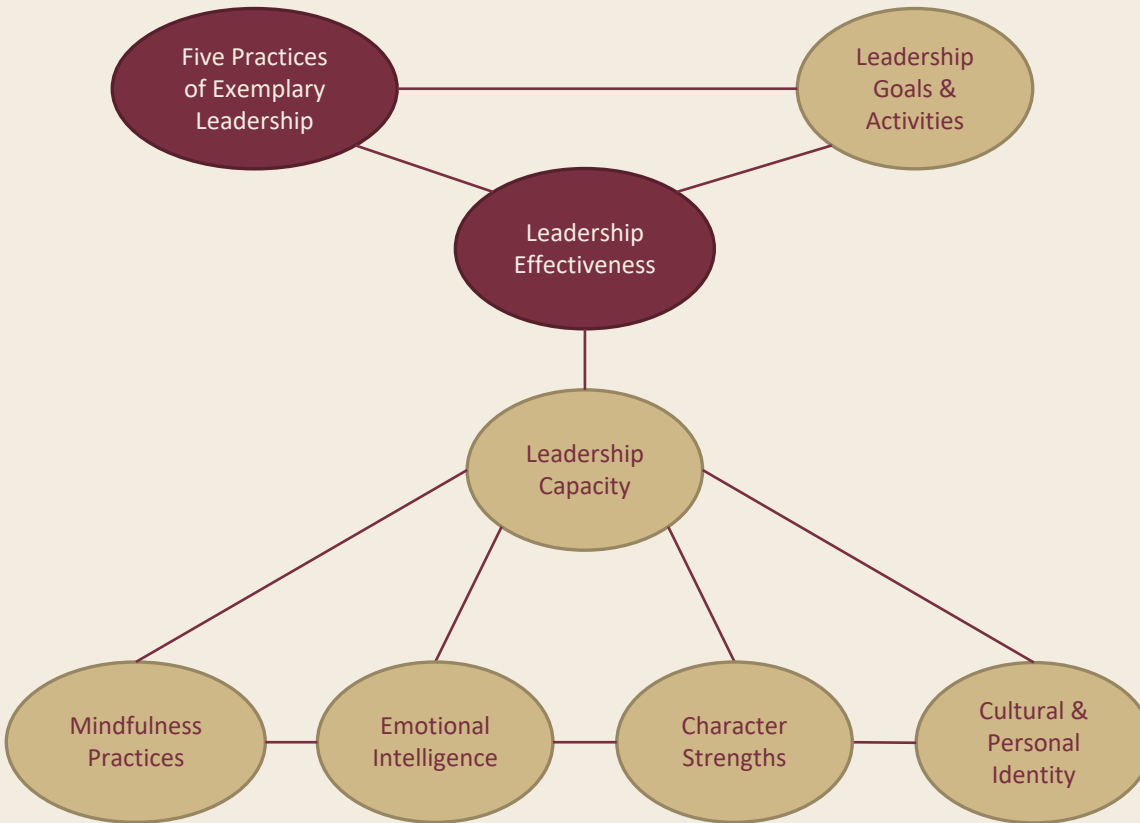 Five Practices
of Exemplary
Leadership
Leadership
Goals &
Activities
Leadership
Effectiveness
Leadership
Capacity
Mindfulness
Practices
Emotional
Intelligence
Character
Strengths
Cultural &
Personal
Identity